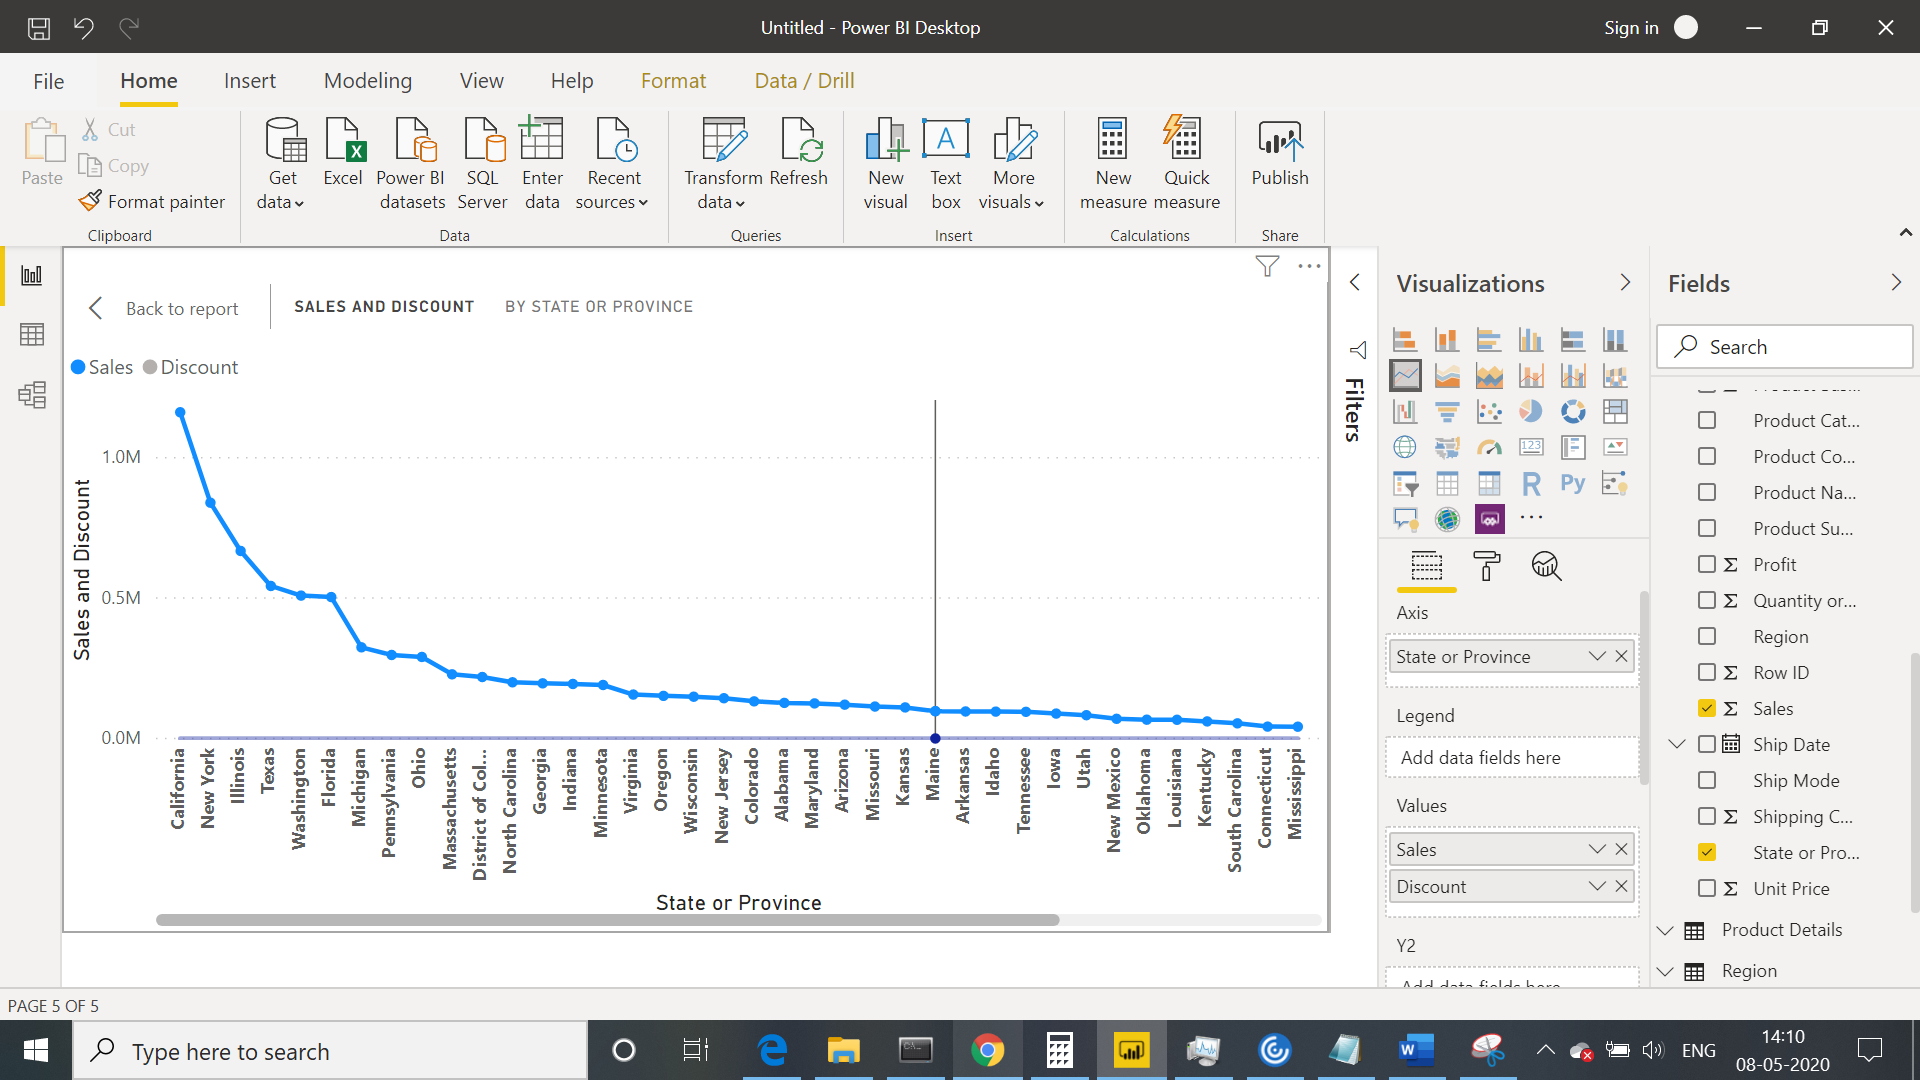 Untitled - Power BI Desktop
Sign in
File Home Insert Modeling View Help Format Data / Drill
Paste
Cut
Copy
Format painter
Clipboard
Get data
Excel
Power BI datasets
SQL Server
Enter data
Recent sources
Data
Transform data
Refresh
Queries
New visual
Text box
More visuals
Insert
New measure
Quick measure
Calculations
Publish
Share
Back to report
SALES AND DISCOUNT
BY STATE OR PROVINCE
Sales Discount
Sales and Discount
1.0M
0.5M
0.0M
California
New York
Illinois
Texas
Washington
Florida
Michigan
Pennsylvania
Ohio
Massachusetts
District of Col...
North Carolina
Georgia
Indiana
Minnesota
Virginia
Oregon
Wisconsin
New Jersey
Colorado
Alabama
Maryland
Arizona
Missouri
Kansas
Maine
Arkansas
Idaho
Tennessee
Iowa
Utah
New Mexico
Oklahoma
Louisiana
Kentucky
South Carolina
Connecticut
Mississippi
State or Province
Filters
Visualizations
123
R
Py
Axis
State or Province
Legend
Add data fields here
Values
Sales
Discount
Y2
Add data fields here
Fields
Search
Product Cat...
Product Co...
Product Na...
Product Su...
Σ Profit
Σ Quantity or...
Region
Σ Row ID
Σ Sales
Ship Date
Ship Mode
Σ Shipping C...
State or Pro...
Σ Unit Price
Product Details
Region
PAGE 5 OF 5
Type here to search
ENG
14:10
08-05-2020